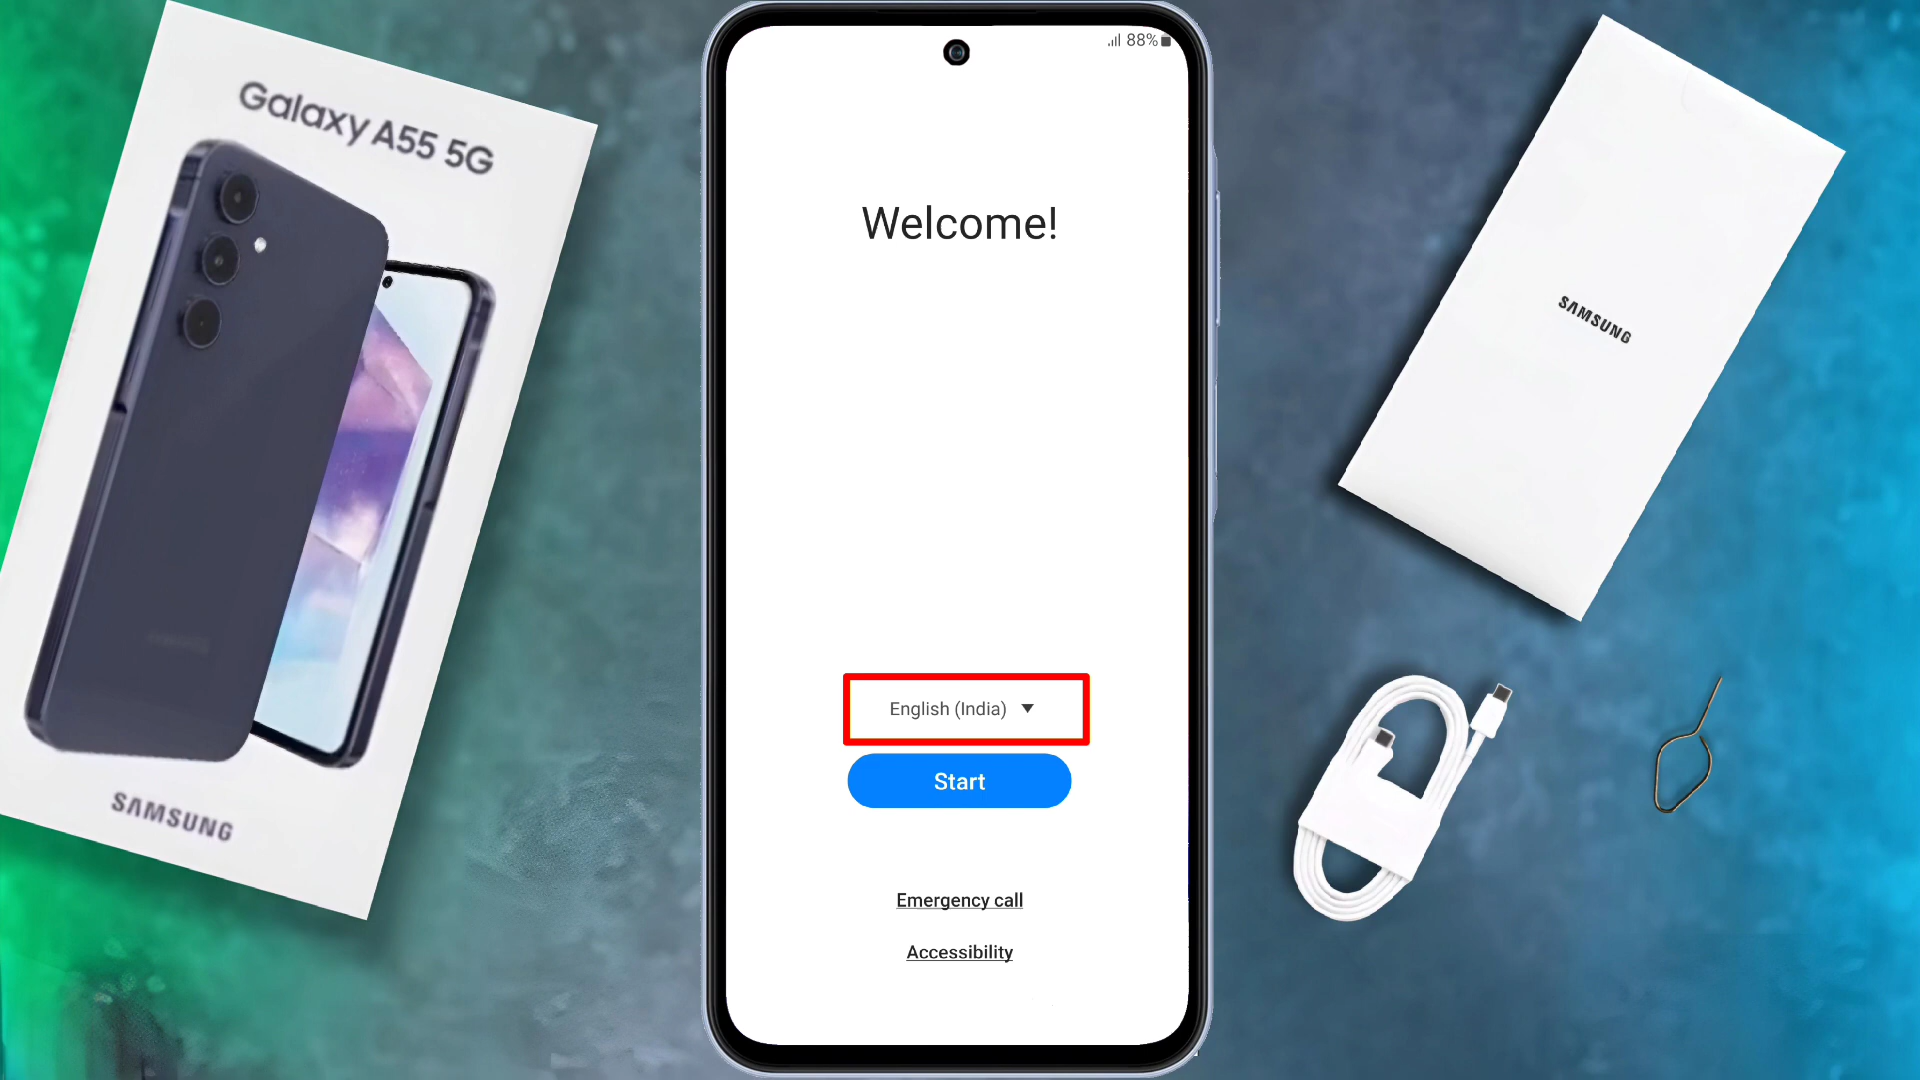 Galaxy A55 5G
SAMSUNG
88%
Welcome!
English (India)
Start
Emergency call
Accessibility
SAMSUNG